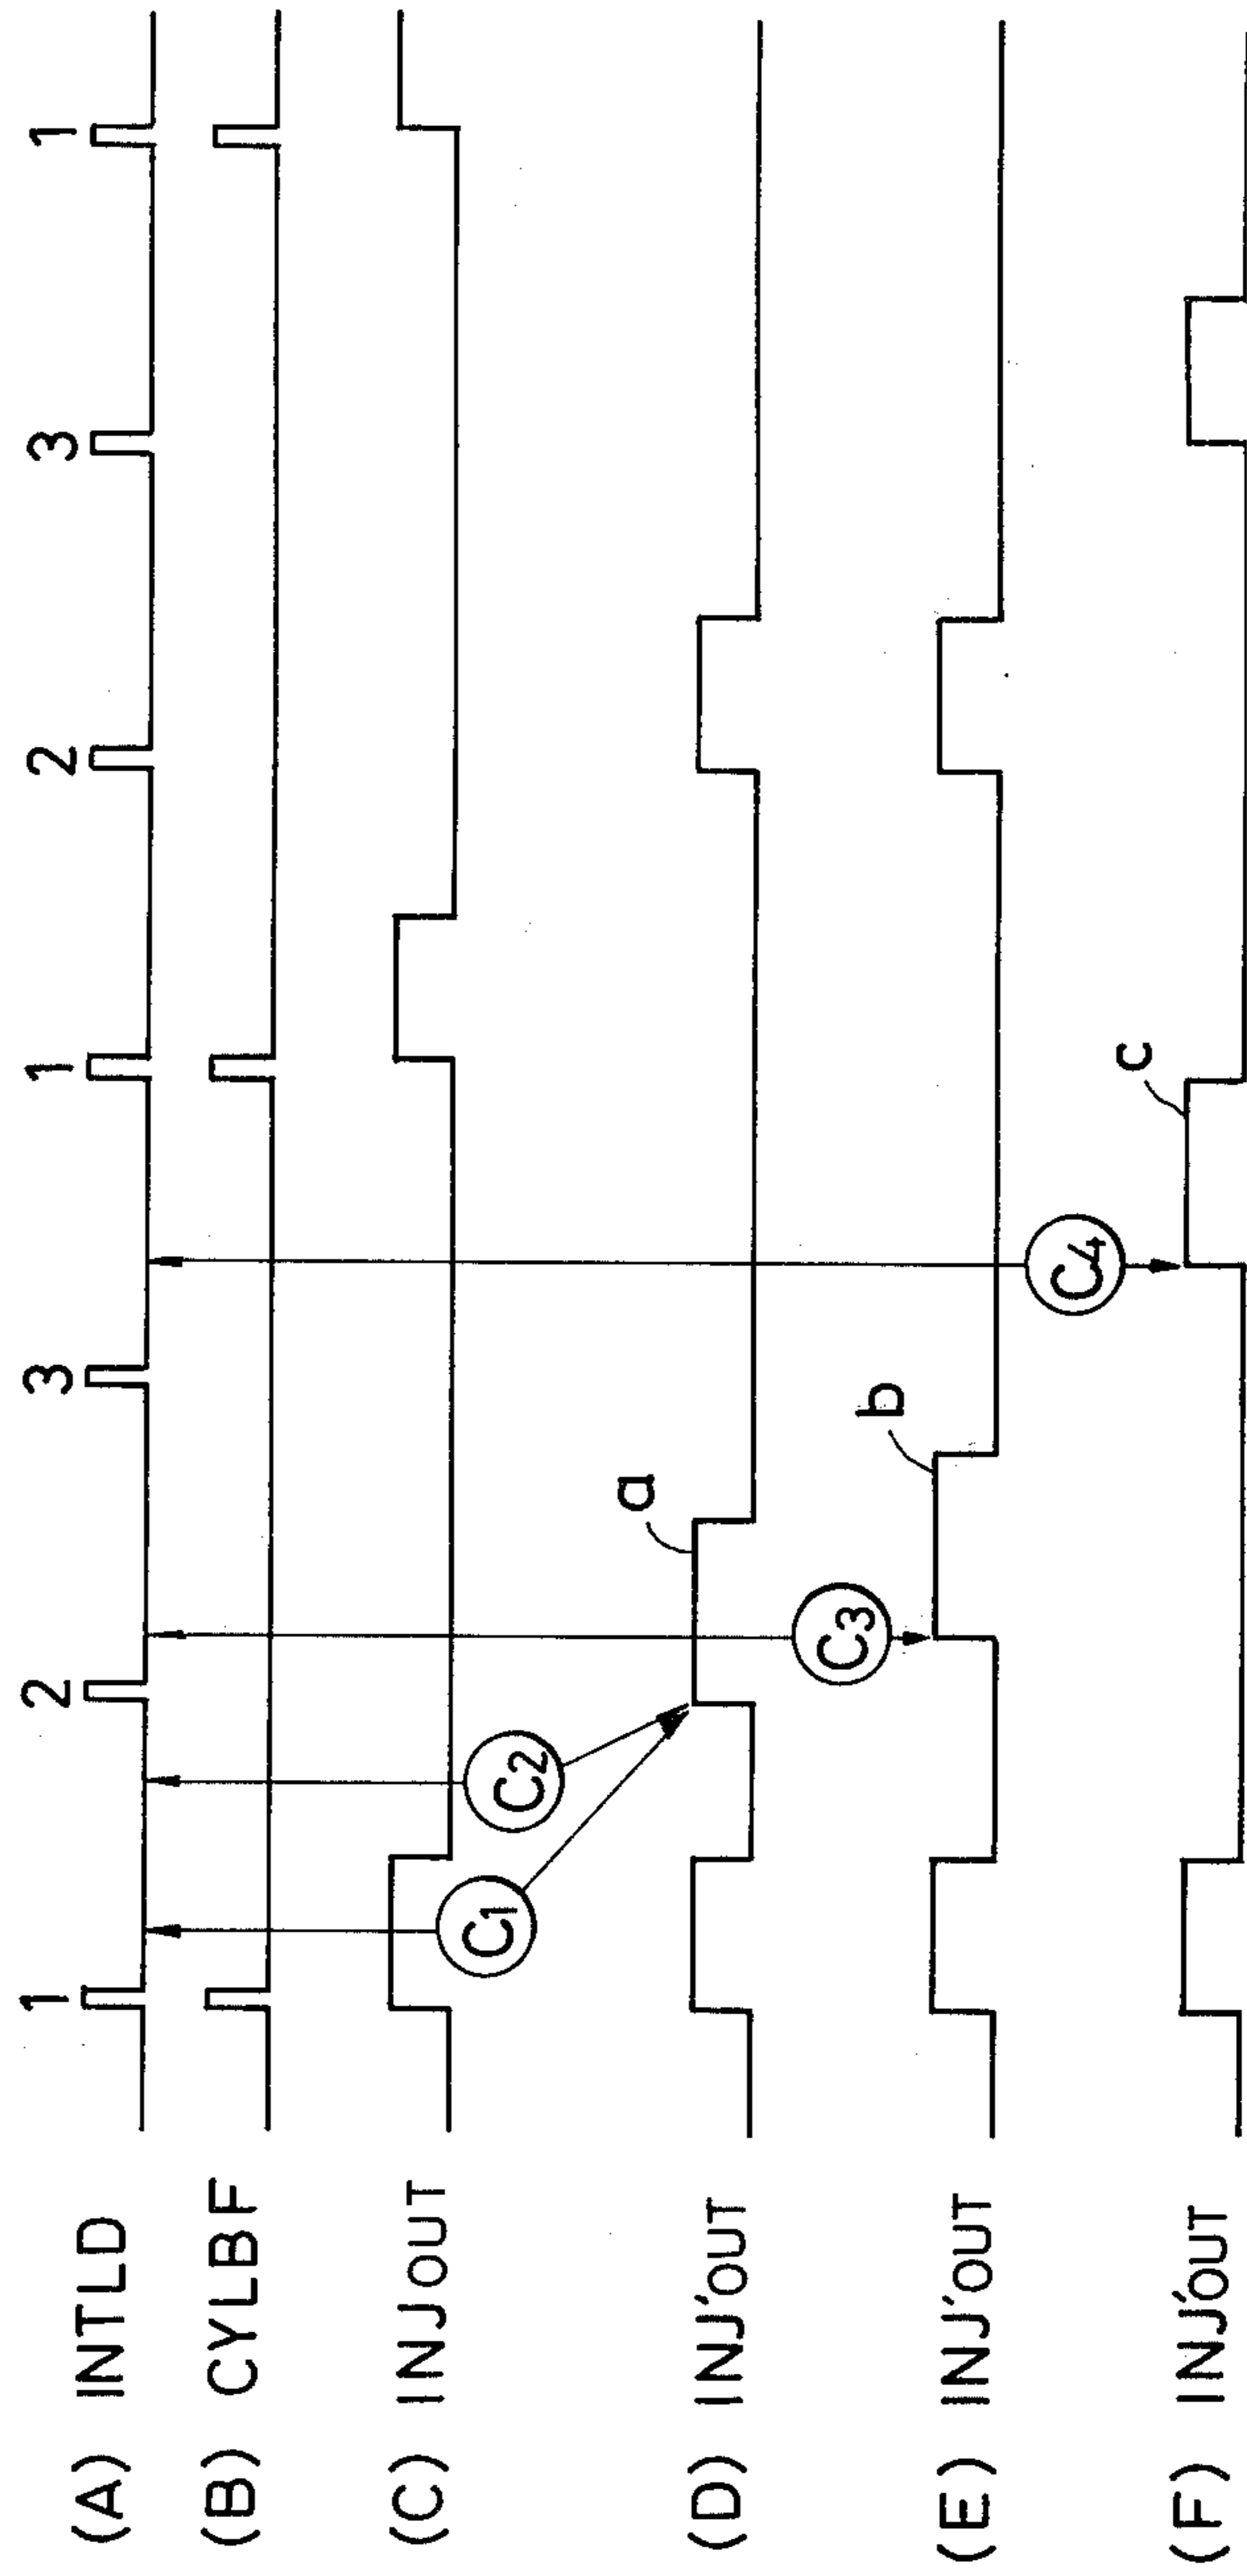 1 2 3 1 2 3 1
(A) INTLD
(B) CYLBF
(C) INJOUT
C1 C2
a
(D) INJ'OUT
C3
b
(E) INJ'OUT
C4
c
(F) INJ'OUT